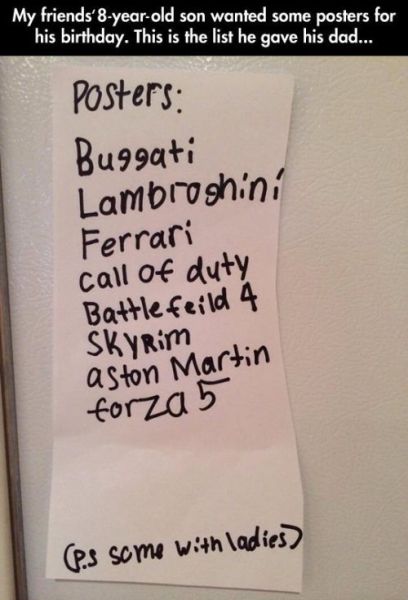 My friends' 8-year-old son wanted some posters for
his birthday. This is the list he gave his dad...
Posters:
Buggati
Lambroghini
Ferrari
call of duty
Battlefeild 4
SKYRim
aston Martin
forza 5
(P.S some with ladies)